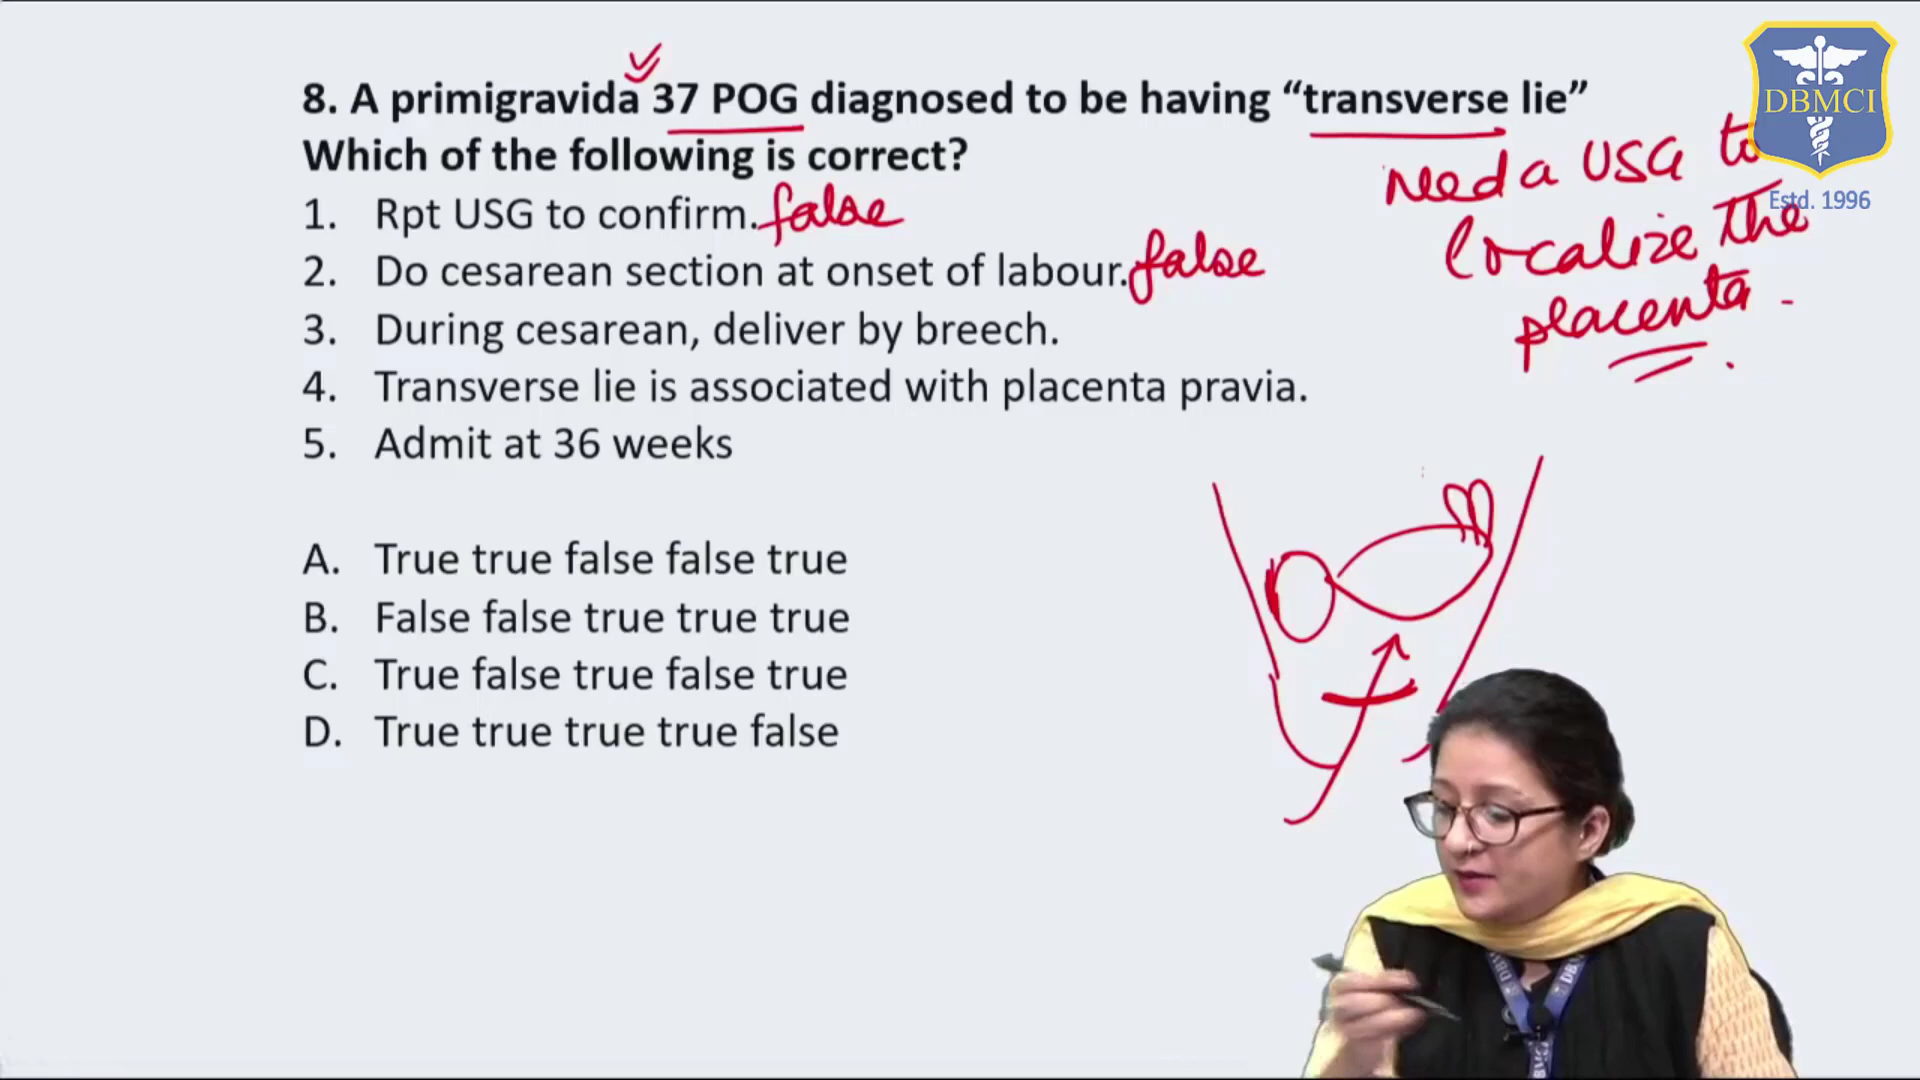 8. A primigravida 37 POG diagnosed to be having “transverse lie”
Which of the following is correct?
1. Rpt USG to confirm. false
2. Do cesarean section at onset of labour. false
3. During cesarean, deliver by breech.
4. Transverse lie is associated with placenta pravia.
5. Admit at 36 weeks
A. True true false false true
B. False false true true true
C. True false true false true
D. True true true true false
need a USG to
localize the
placenta.
DBMCI
Estd. 1996